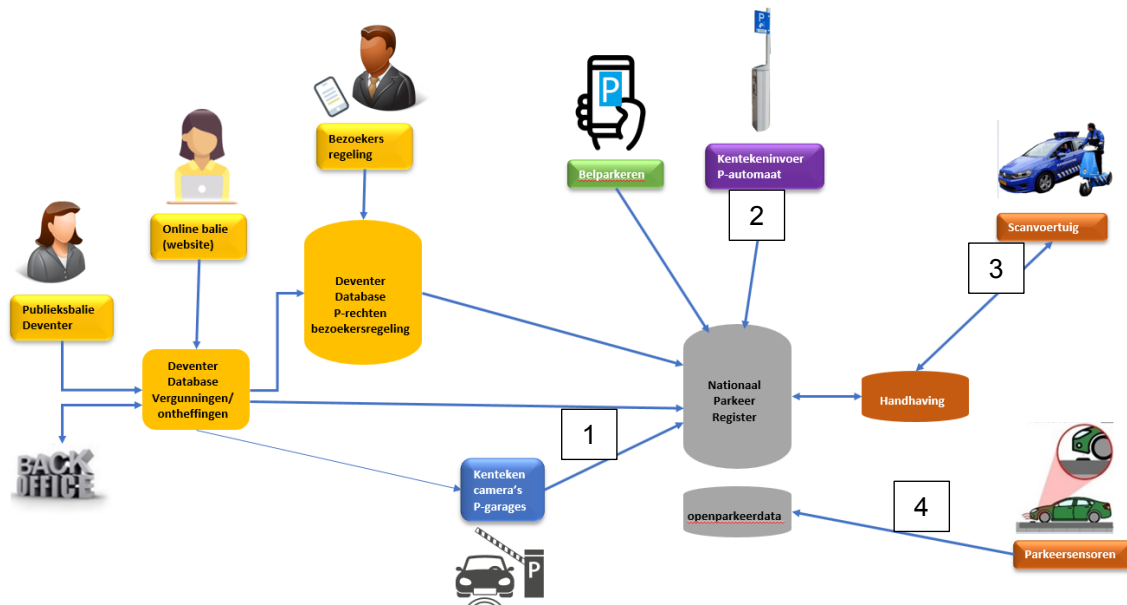 Bezoekers
regeling
P
Belparkeren
P
Kentekeninvoer
P-automaat
2
Online balie
(website)
Scanvoertuig
3
Publieksbalie
Deventer
Deventer
Database
P-rechten
bezoekersregeling
Deventer
Database
Vergunningen/
ontheffingen
Nationaal
Parkeer
Register
Handhaving
1
BACK
OFFICE
Kenteken
camera's
P-garages
P
openparkeerdata
4
Parkeersensoren